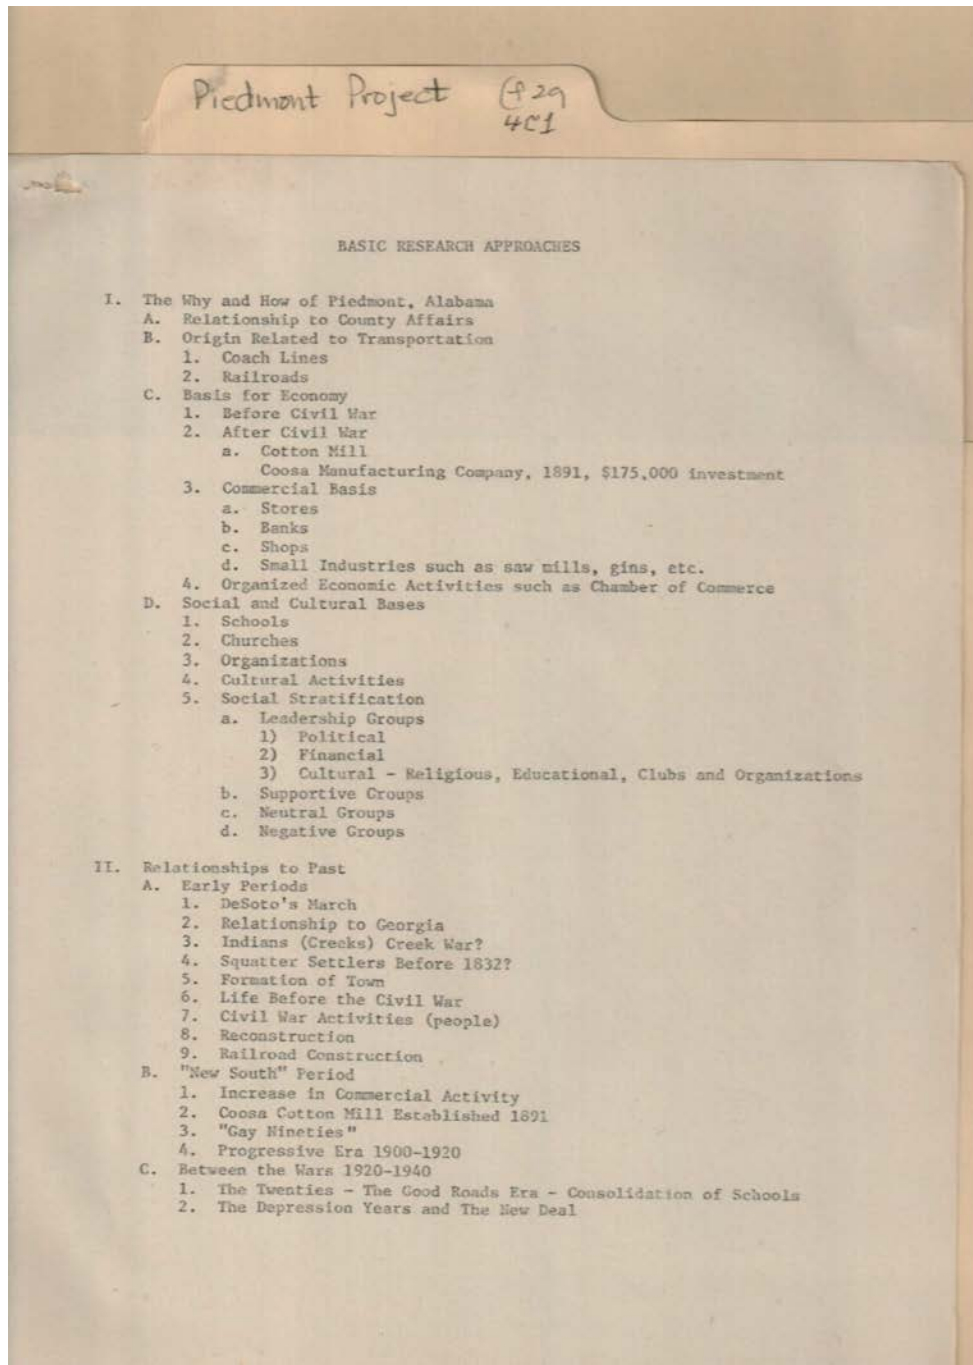 Piedmont Project (f 29
4C1
BASIC RESEARCH APPROACHES
I. The Why and How of Piedmont, Alabama
A. Relationship to County Affairs
B. Origin Related to Transportation
1. Coach Lines
2. Railroads
C. Basis for Economy
1. Before Civil War
2. After Civil War
a. Cotton Mill
Coosa Manufacturing Company, 1891, $175,000 investment
3. Commercial Basis
a. Stores
b. Banks
c. Shops
d. Small Industries such as saw mills, gins, etc.
4. Organized Economic Activities such as Chamber of Commerce
D. Social and Cultural Bases
1. Schools
2. Churches
3. Organizations
4. Cultural Activities
5. Social Stratification
a. Leadership Groups
1) Political
2) Financial
3) Cultural - Religious, Educational, Clubs and Organizations
b. Supportive Groups
c. Neutral Groups
d. Negative Groups
II. Relationships to Past
A. Early Periods
1. DeSoto's March
2. Relationship to Georgia
3. Indians (Creeks) Creek War?
4. Squatter Settlers Before 1832?
5. Formation of Town
6. Life Before the Civil War
7. Civil War Activities (people)
8. Reconstruction
9. Railroad Construction
B. "New South" Period
1. Increase in Commercial Activity
2. Coosa Cotton Mill Established 1891
3. "Gay Nineties"
4. Progressive Era 1900-1920
C. Between the Wars 1920-1940
1. The Twenties - The Good Roads Era - Consolidation of Schools
2. The Depression Years and The New Deal